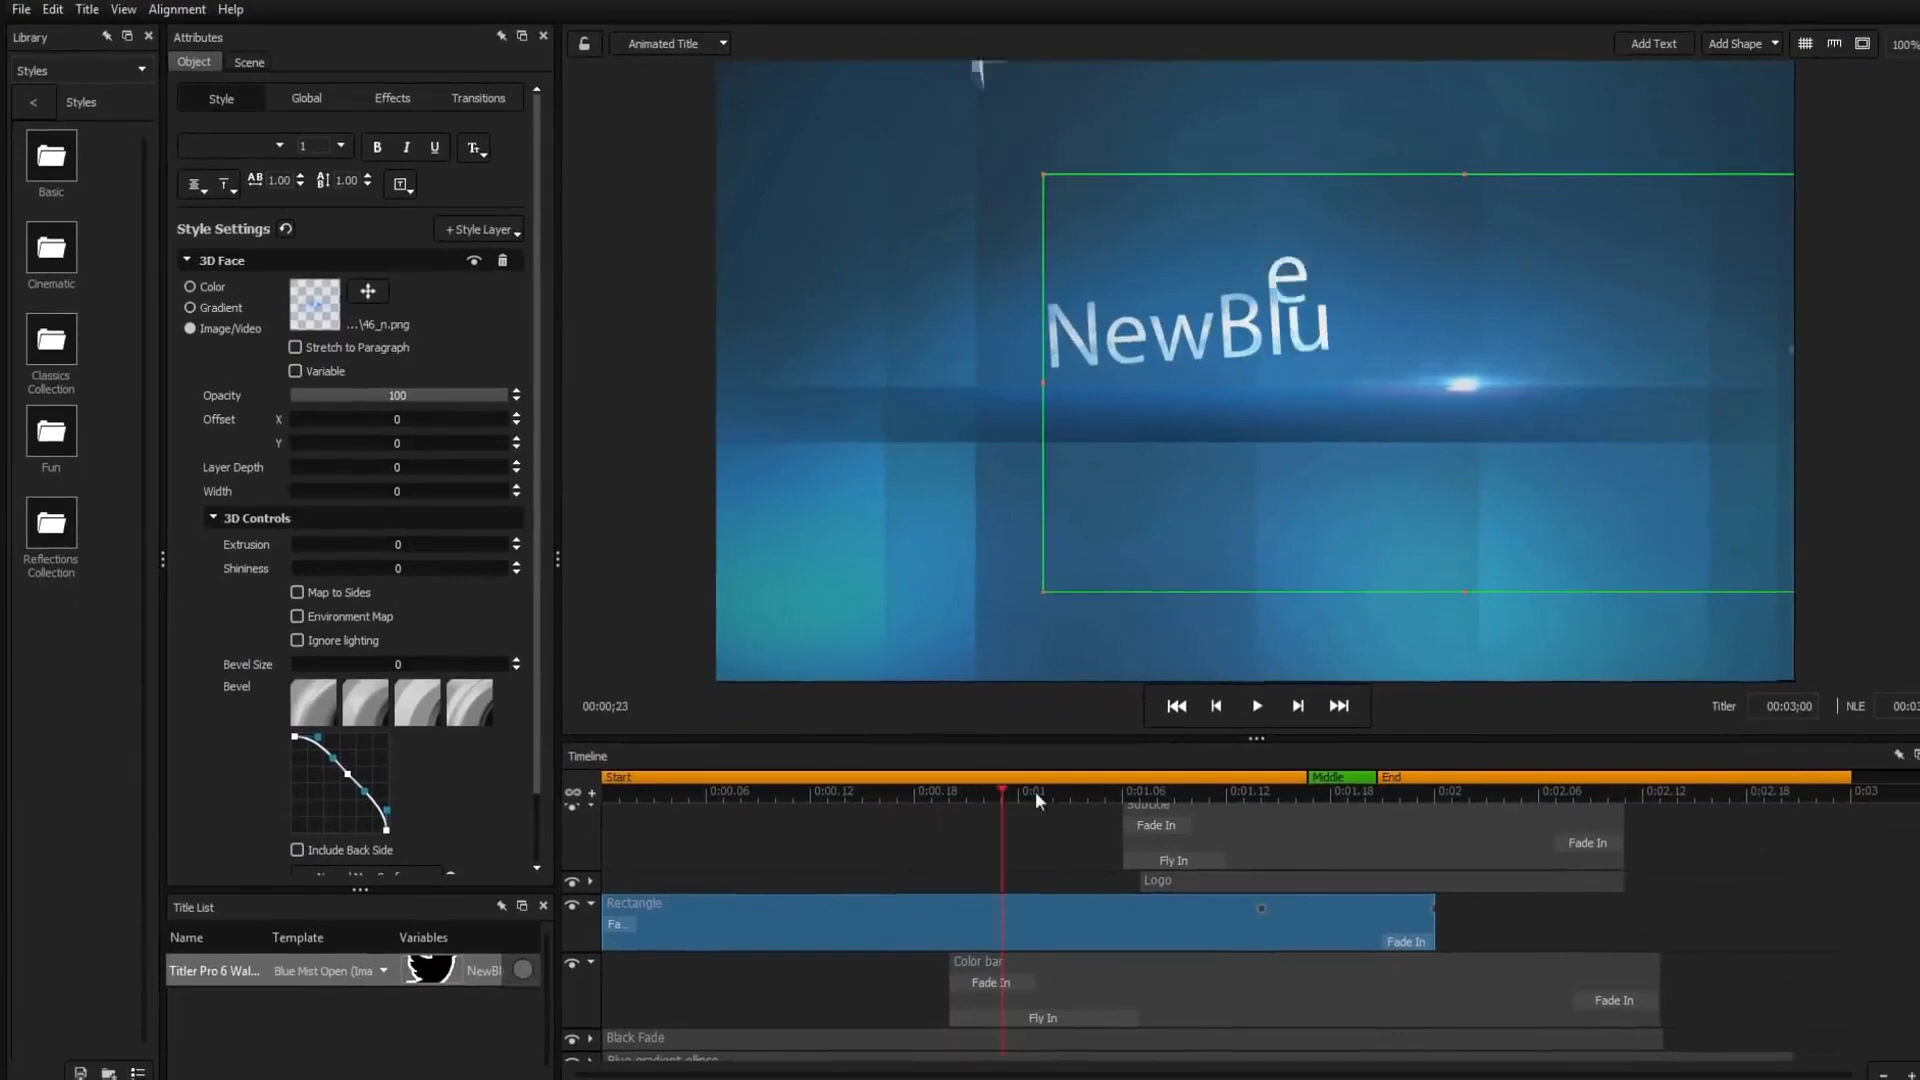 File Edit Title View Alignment Help
Library
Attributes
Animated Title
Add Text
Add Shape
100%
Object Scene
Styles
< Styles
Style Global Effects Transitions
1
B I U Tт
AB 1.00 AB 1.00 T
Style Settings
+ Style Layer
3D Face
Color
Gradient
Image/Video
...\46_n.png
Stretch to Paragraph
Variable
Opacity 100
Offset X 0
Y 0
Layer Depth 0
Width 0
3D Controls
Extrusion 0
Shininess 0
Map to Sides
Environment Map
Ignore lighting
Bevel Size 0
Bevel
Include Back Side
Basic
Cinematic
Classics
Collection
Fun
Reflections
Collection
NewBlue
00:00;23
Titler 00:03;00 NLE 00:03
Timeline
Start Middle End
0:00.06 0:00.12 0:00.18 0:01 0:01.06 0:01.12 0:01.18 0:02 0:02.06 0:02.12 0:02.18 0:03
Subtitle
Fade In
Fade In
Fly In
Logo
Rectangle
Fa...
Fade In
Color bar
Fade In
Fade In
Fly In
Black Fade
Blue gradient ellipse
Title List
Name Template Variables
Titler Pro 6 Wal... Blue Mist Open (Ima NewBl